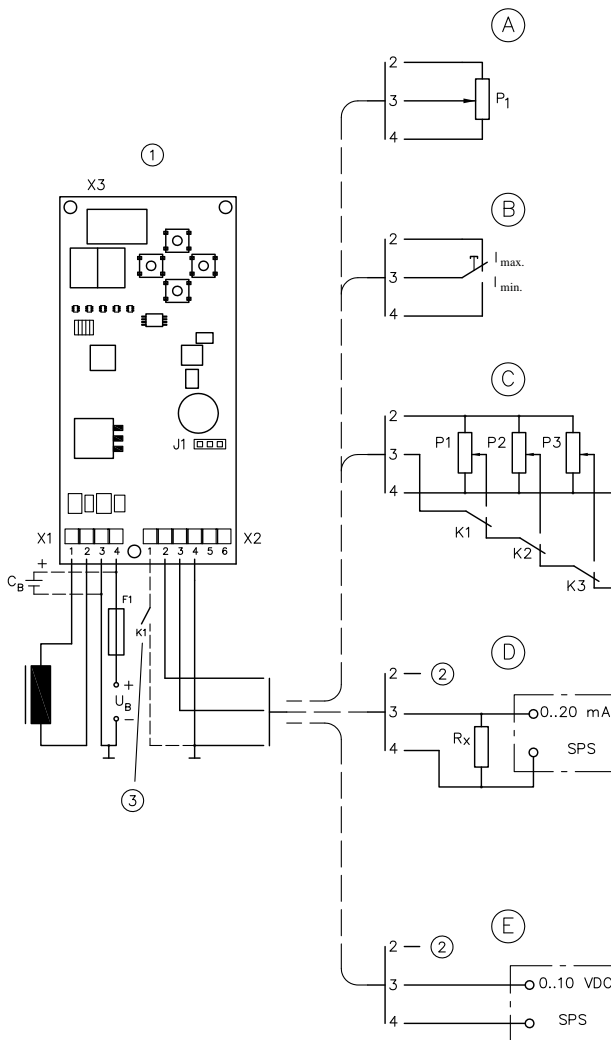 A
2
3
P1
4
1
X3
B
2
3
Imax.
Imin.
4
C
2
P1 P2 P3
3
4
K1
K2
K3
J1
X1 X2
1 2 3 4 1 2 3 4 5 6
+
CB
F1
K1
+
UB
−
3
D
2 2
3
0..20 mA
Rx
SPS
4
E
2 2
3
0..10 VDC
4
SPS